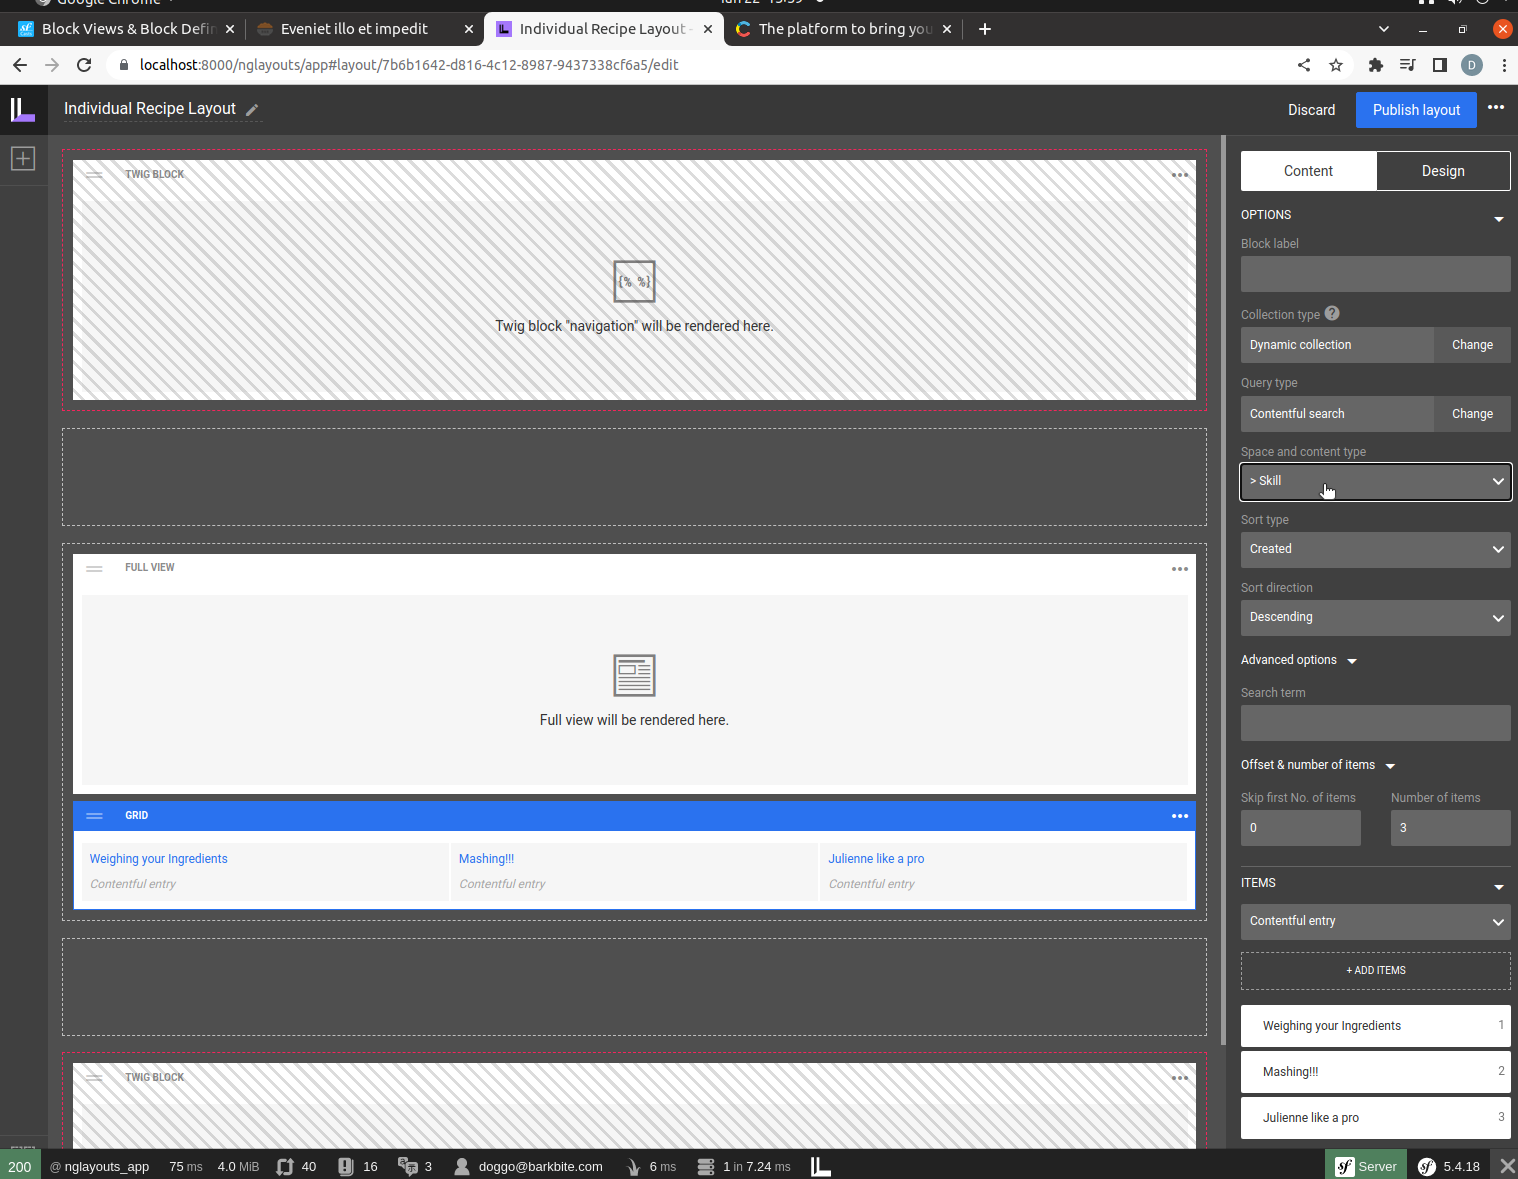 Google Chrome
Block Views & Block Defin
Eveniet illo et impedit
Individual Recipe Layout -
The platform to bring you
localhost:8000/nglayouts/app#layout/7b6b1642-d816-4c12-8987-9437338cf6a5/edit
D
Individual Recipe Layout
Discard
Publish layout
TWIG BLOCK
{% %}
Twig block "navigation" will be rendered here.
FULL VIEW
Full view will be rendered here.
GRID
Weighing your Ingredients
Contentful entry
Mashing!!!
Contentful entry
Julienne like a pro
Contentful entry
TWIG BLOCK
Content
Design
OPTIONS
Block label
Collection type ?
Dynamic collection
Change
Query type
Contentful search
Change
Space and content type
> Skill
Sort type
Created
Sort direction
Descending
Advanced options
Search term
Offset & number of items
Skip first No. of items
Number of items
0
3
ITEMS
Contentful entry
+ ADD ITEMS
Weighing your Ingredients 1
Mashing!!! 2
Julienne like a pro 3
200 @ nglayouts_app 75 ms 4.0 MiB 40 16 3 doggo@barkbite.com 6 ms 1 in 7.24 ms sf Server sf 5.4.18